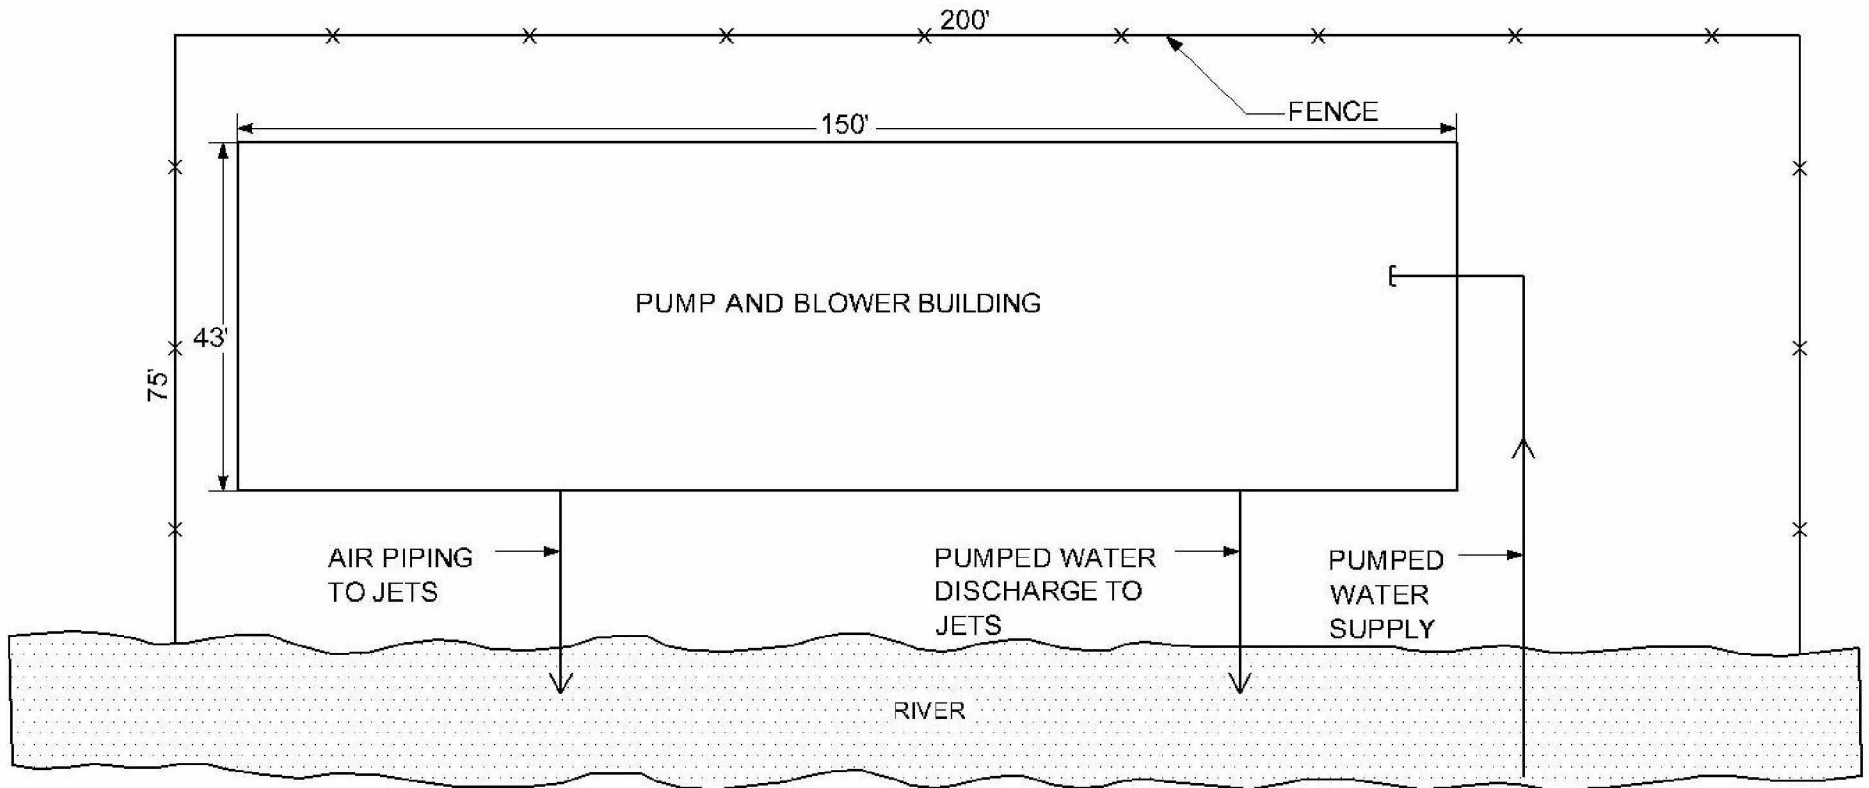 200'
FENCE
150'
PUMP AND BLOWER BUILDING
43'
75'
AIR PIPING
TO JETS
PUMPED WATER
DISCHARGE TO
JETS
PUMPED
WATER
SUPPLY
RIVER